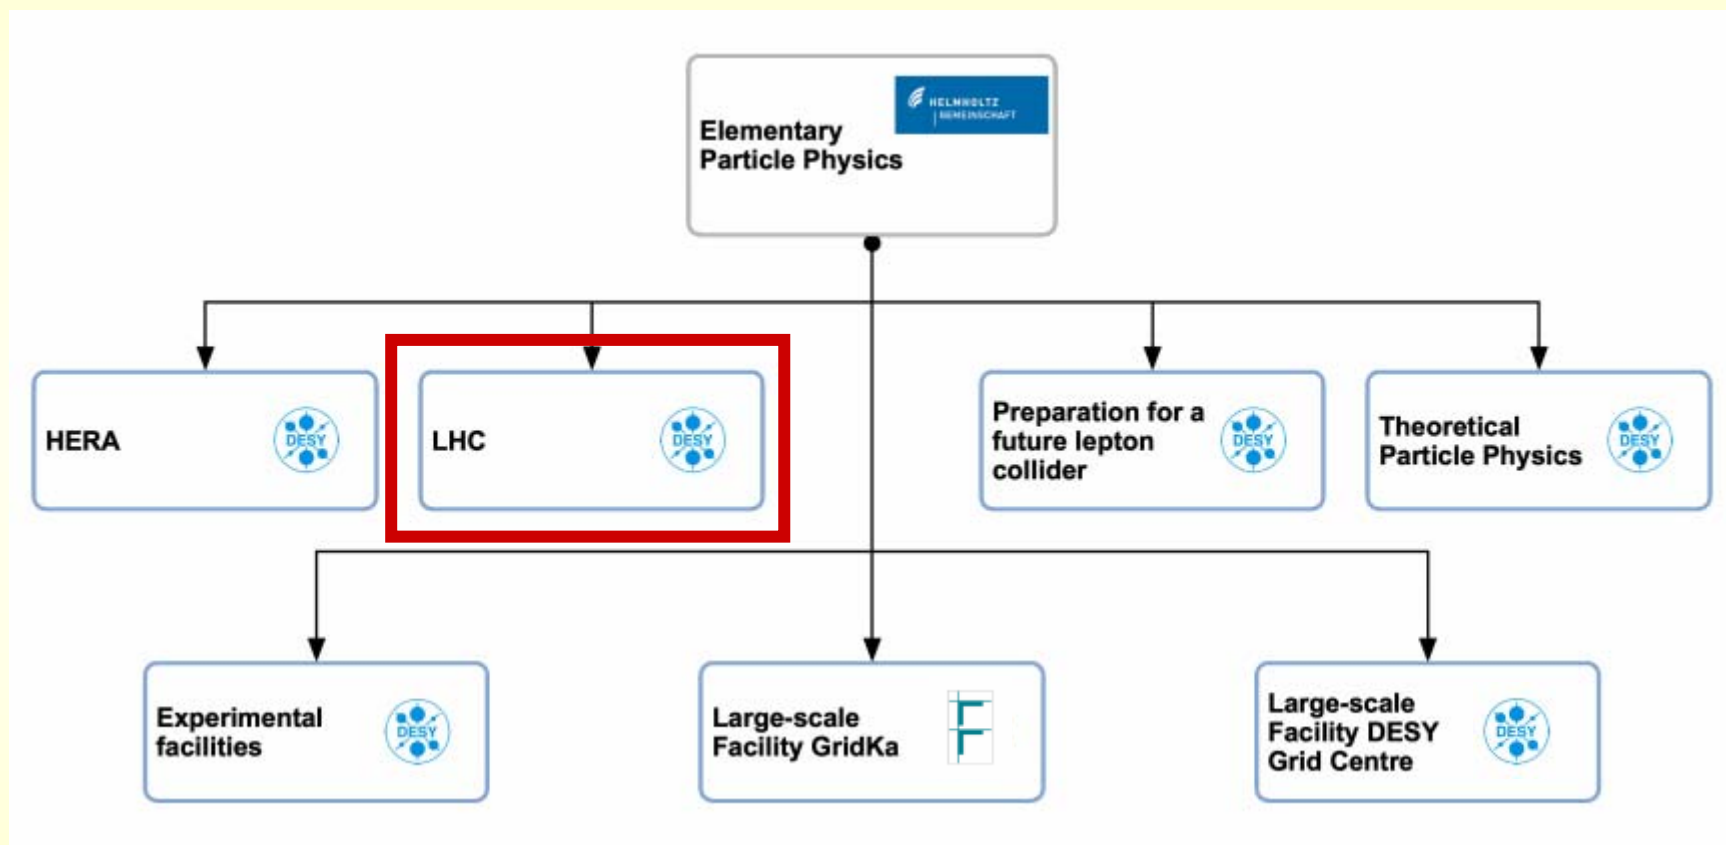 Elementary
Particle Physics
HELMHOLTZ
GEMEINSCHAFT
HERA
DESY
LHC
DESY
Preparation for a
future lepton
collider
DESY
Theoretical
Particle Physics
DESY
Experimental
facilities
DESY
Large-scale
Facility GridKa
Large-scale
Facility DESY
Grid Centre
DESY